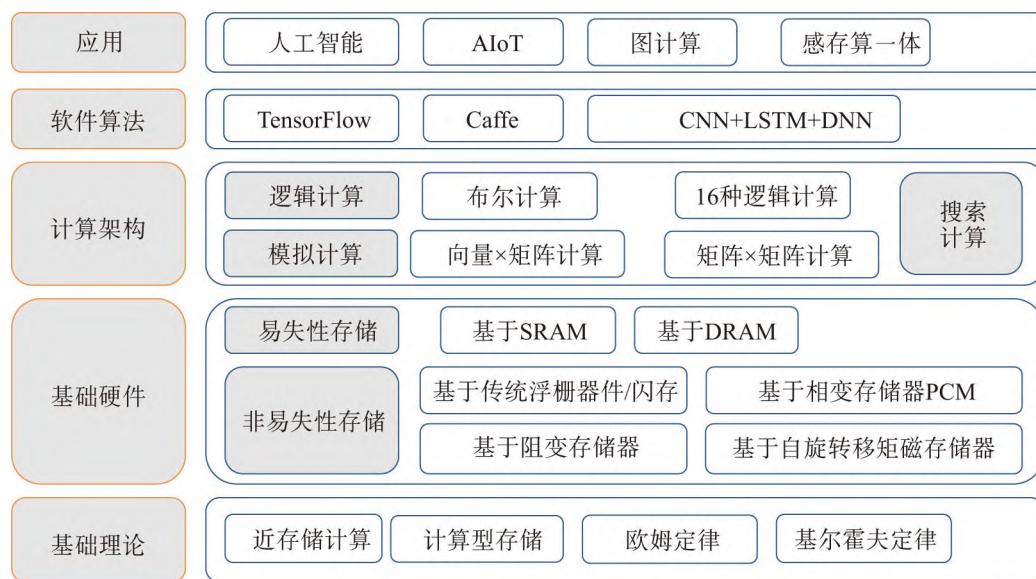 应用
人工智能
AIoT
图计算
感存算一体
软件算法
TensorFlow
Caffe
CNN+LSTM+DNN
计算架构
逻辑计算
布尔计算
16种逻辑计算
模拟计算
向量×矩阵计算
矩阵×矩阵计算
搜索
计算
基础硬件
易失性存储
基于SRAM
基于DRAM
非易失性存储
基于传统浮栅器件/闪存
基于相变存储器PCM
基于阻变存储器
基于自旋转移矩磁存储器
基础理论
近存储计算
计算型存储
欧姆定律
基尔霍夫定律